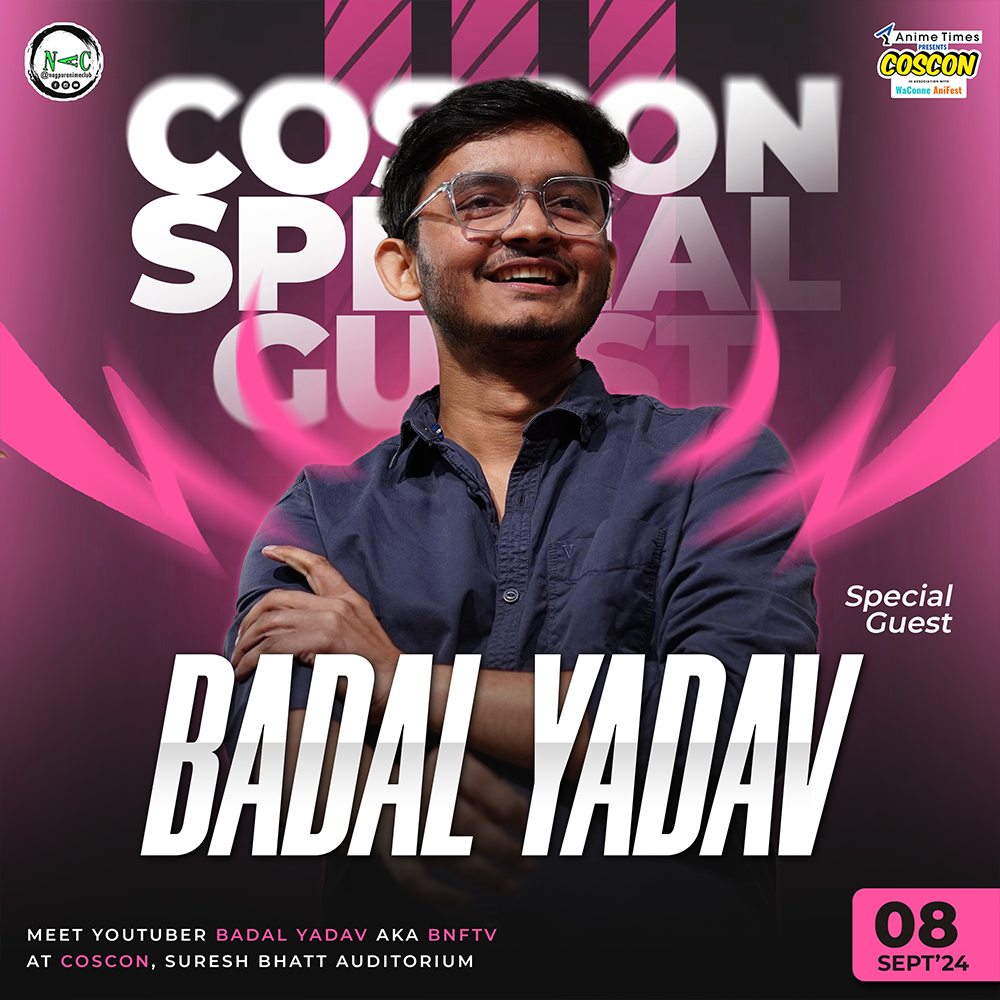 NAC
@nagpuranimeclub
Anime Times
PRESENTS
COSCON
IN ASSOCIATION WITH
WaConne AniFest
COSCON
SPECIAL
GUEST
Special
Guest
BADAL YADAV
MEET YOUTUBER BADAL YADAV AKA BNFTV
AT COSCON, SURESH BHATT AUDITORIUM
08
SEPT'24